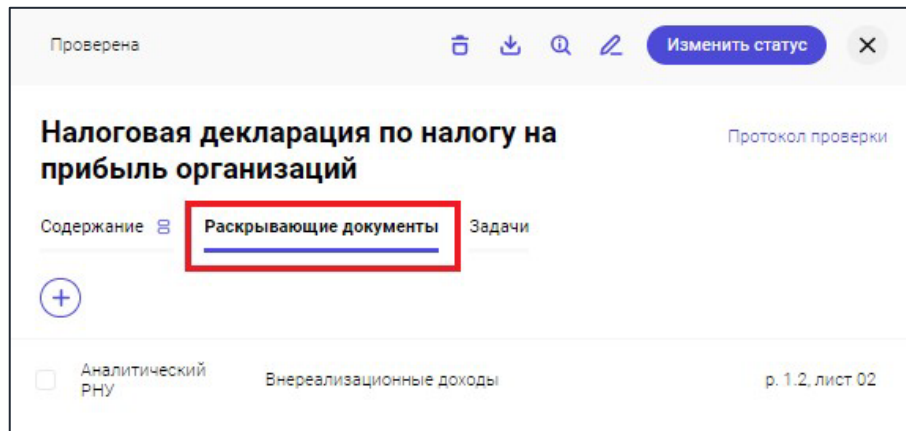 Проверена
Изменить статус
Налоговая декларация по налогу на
прибыль организаций
Протокол проверки
Содержание
Раскрывающие документы
Задачи
Аналитический
РНУ
Внереализационные доходы
р. 1.2, лист 02